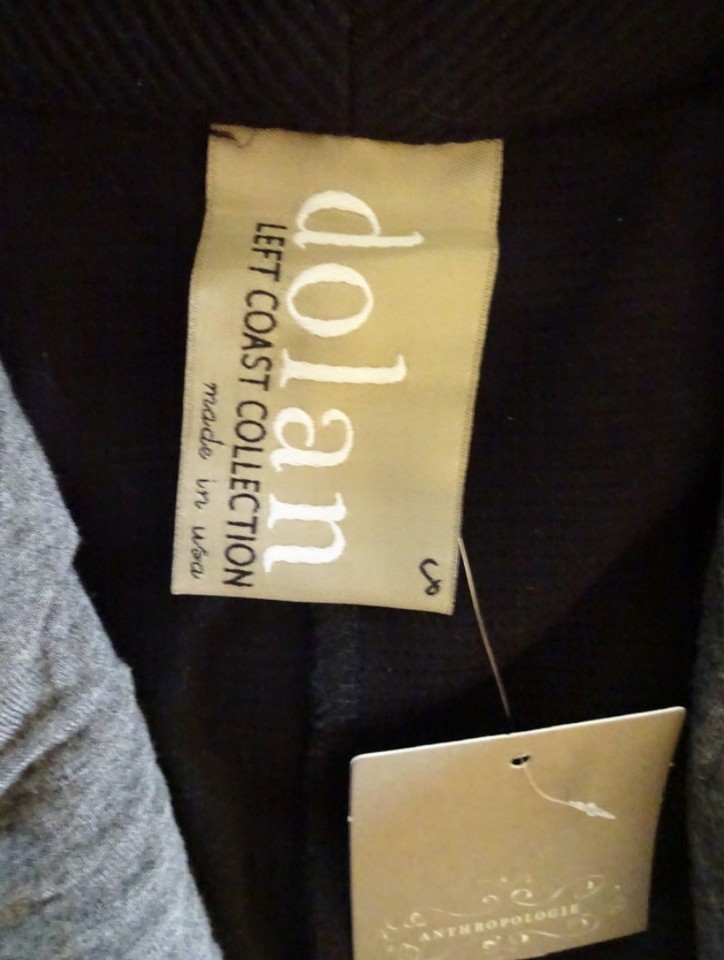 s
dolan
LEFT COAST COLLECTION
made in usa
ANTHROPOLOGIE